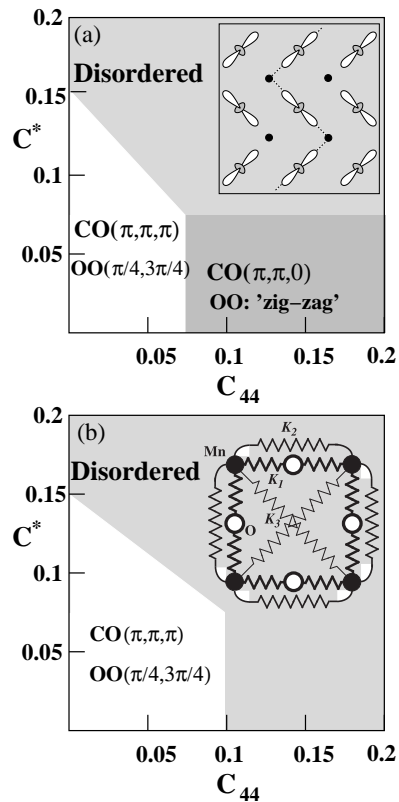 0.2
(a)
Disordered
0.15
C*
0.1
CO(π,π,π)
0.05
OO(π/4,3π/4)
CO(π,π,0)
OO: 'zig-zag'
0.05 0.1 0.15 0.2
C44
0.2
(b)
K2
Mn
Disordered
K1
0.15
C*
O
K3
0.1
CO(π,π,π)
0.05
OO(π/4,3π/4)
0.05 0.1 0.15 0.2
C44